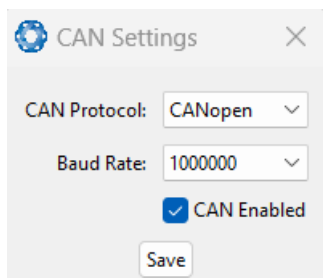 CAN Settings
CAN Protocol: CANopen
Baud Rate: 1000000
CAN Enabled
Save